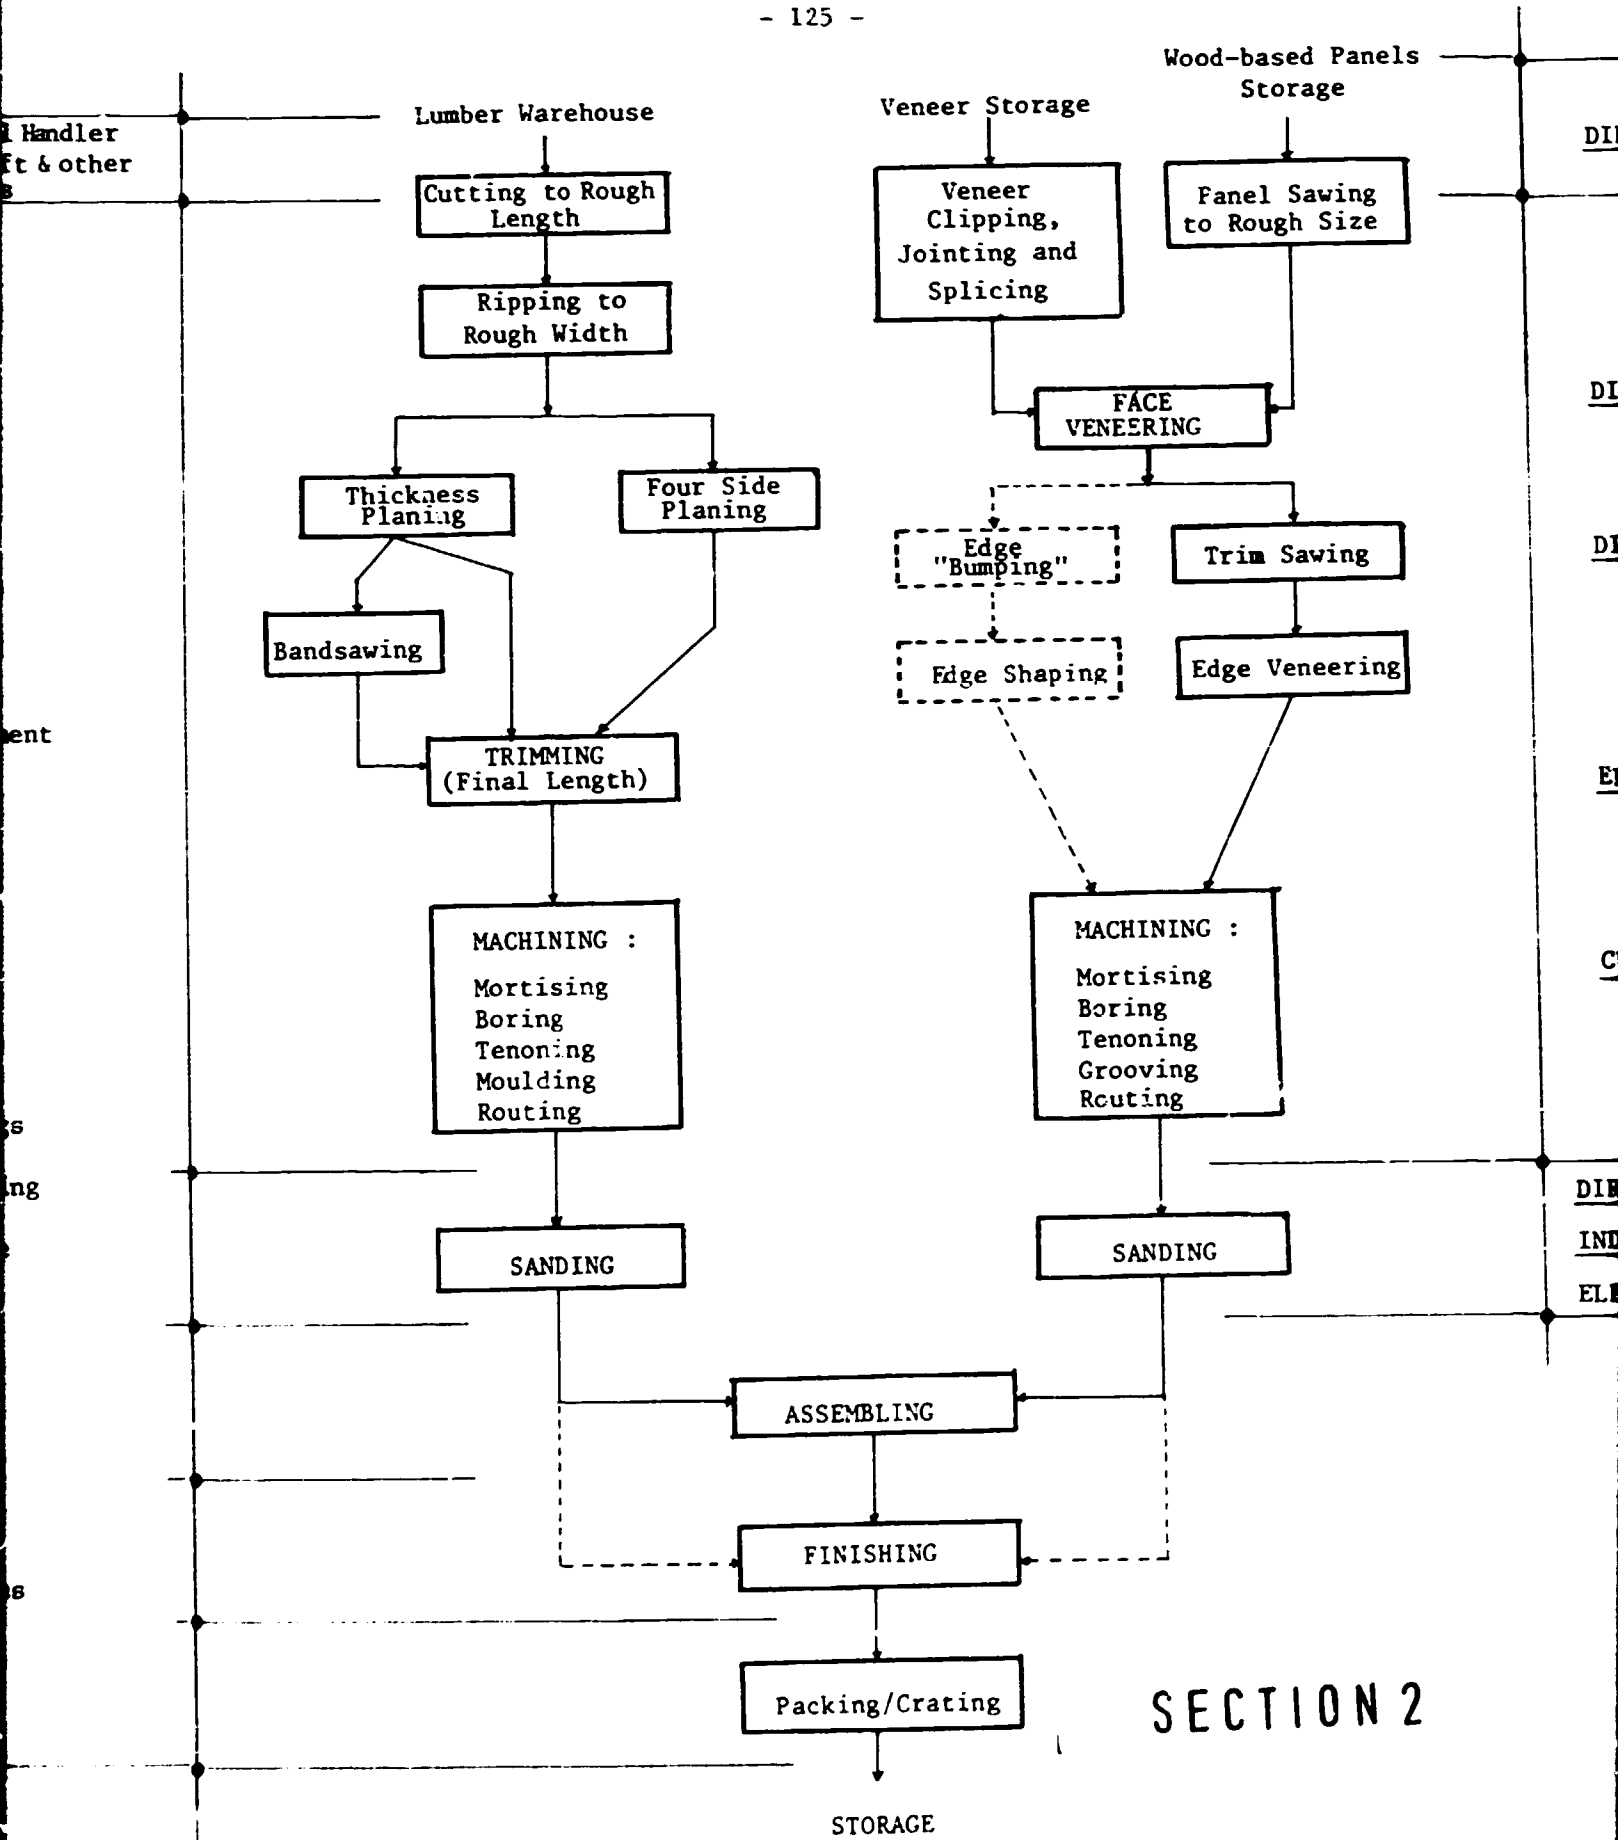 - 125 -
Wood-based Panels
Storage
Lumber Warehouse
Veneer Storage
Handler
& other
Cutting to Rough
Length
Veneer
Clipping,
Jointing and
Splicing
Panel Sawing
to Rough Size
Ripping to
Rough Width
FACE
VENEERING
Thickness
Planing
Four Side
Planing
Edge
"Bumping"
Trim Sawing
Bandsawing
Edge Shaping
Edge Veneering
TRIMMING
(Final Length)
MACHINING :
Mortising
Boring
Tenoning
Moulding
Routing
MACHINING :
Mortising
Boring
Tenoning
Grooving
Routing
SANDING
SANDING
ASSEMBLING
FINISHING
Packing/Crating
SECTION 2
STORAGE